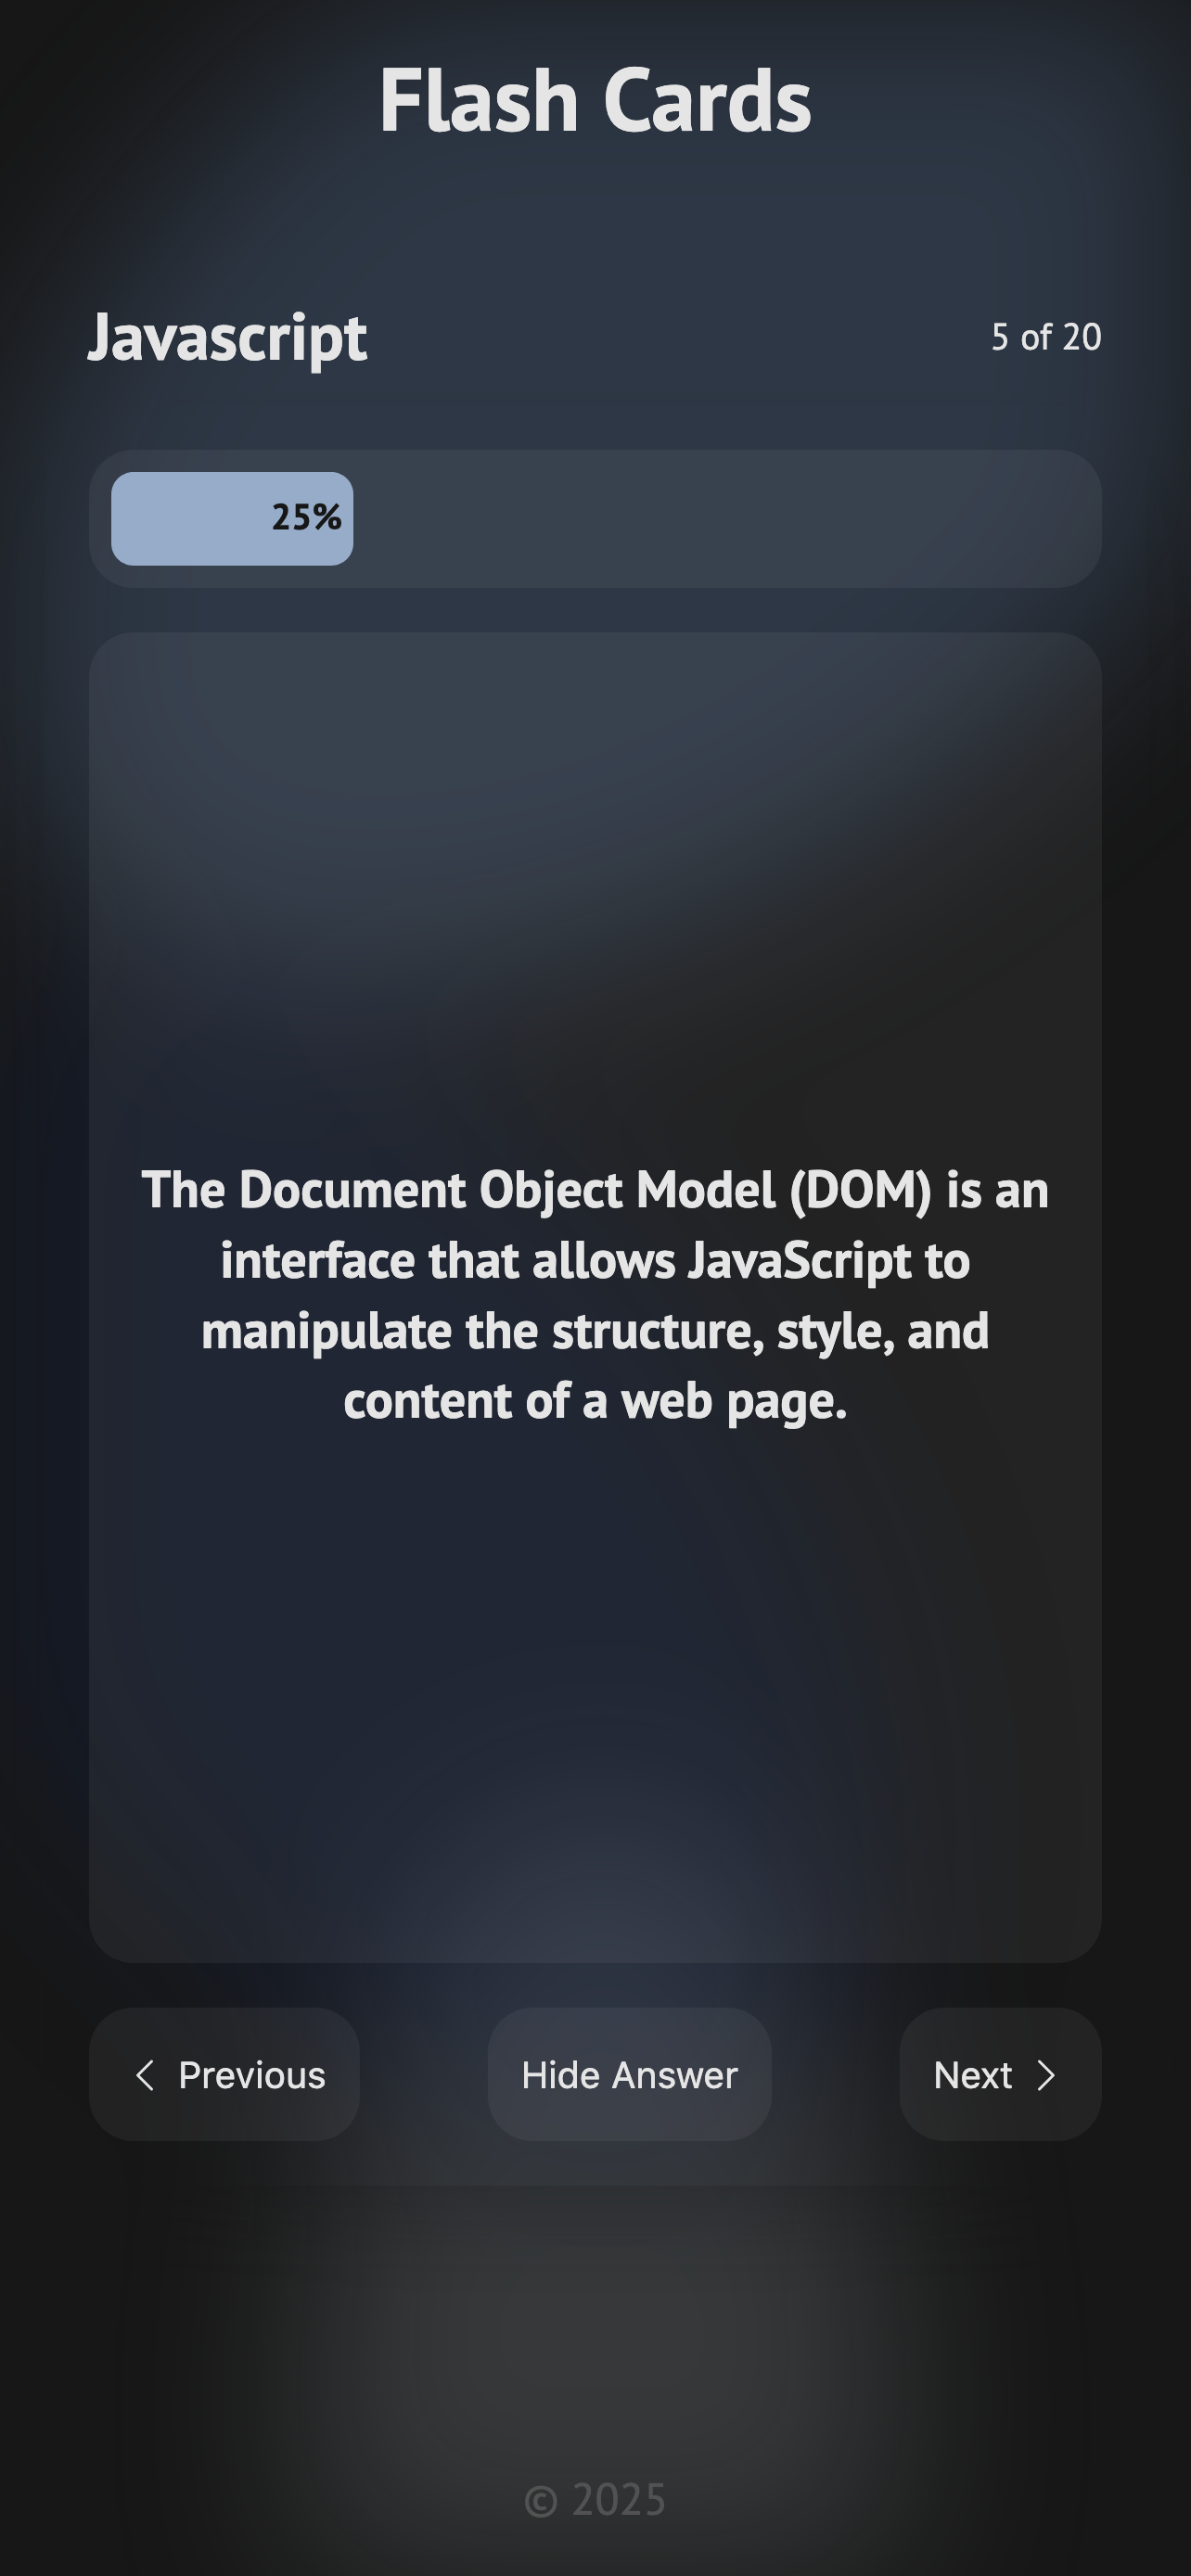 Flash Cards
Javascript
5 of 20
25%
The Document Object Model (DOM) is an
interface that allows JavaScript to
manipulate the structure, style, and
content of a web page.
Previous
Hide Answer
Next
© 2025